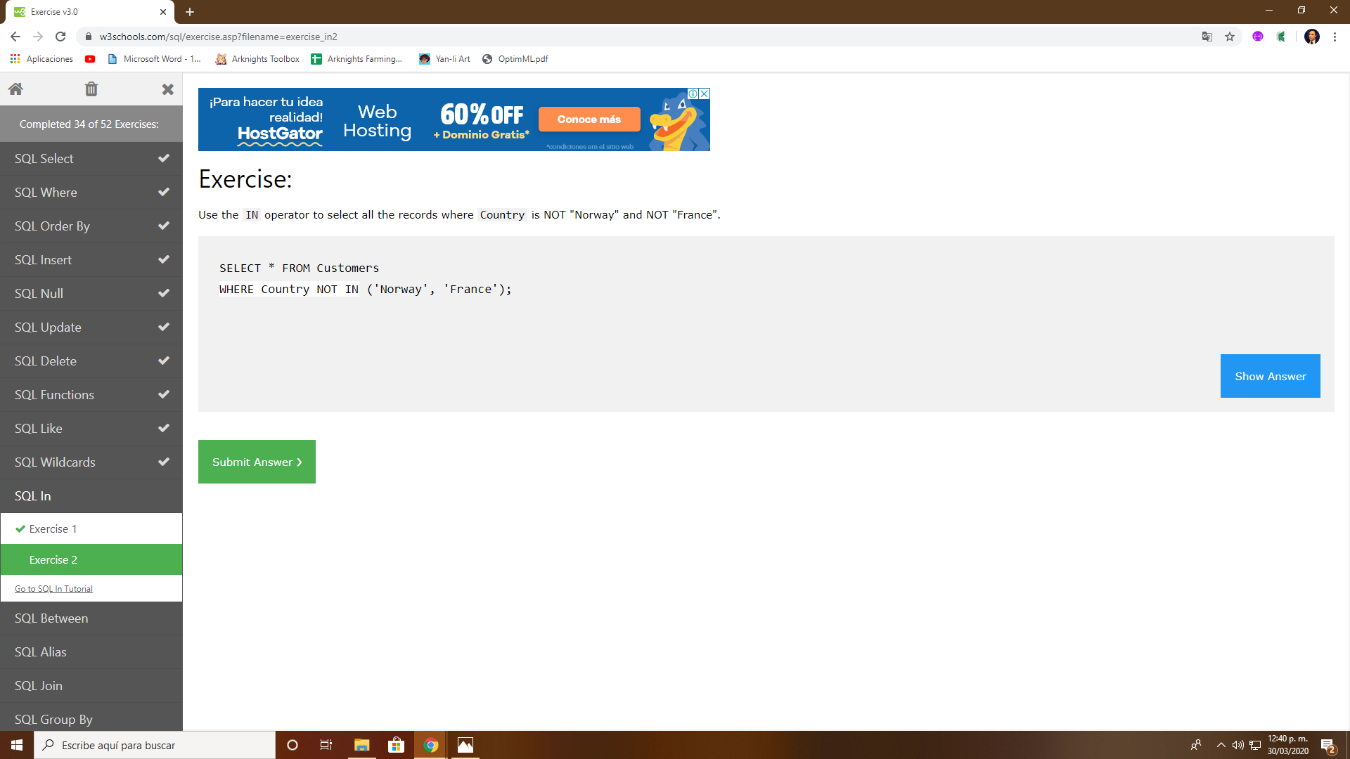 Exercise v3.0
w3schools.com/sql/exercise.asp?filename=exercise_in2
Aplicaciones
Microsoft Word - 1...
Arknights Toolbox
Arknights Farming...
Yan-li Art
OptimML.pdf
Completed 34 of 52 Exercises:
SQL Select
SQL Where
SQL Order By
SQL Insert
SQL Null
SQL Update
SQL Delete
SQL Functions
SQL Like
SQL Wildcards
SQL In
Exercise 1
Exercise 2
Go to SQL In Tutorial
SQL Between
SQL Alias
SQL Join
SQL Group By
¡Para hacer tu idea
realidad!
HostGator
Web
Hosting
60% OFF
+ Dominio Gratis*
Conoce más
*condiciones en el sitio web
Exercise:
Use the IN operator to select all the records where Country is NOT "Norway" and NOT "France".
SELECT * FROM Customers
WHERE Country NOT IN ('Norway', 'France');
Show Answer
Submit Answer ❯
Escribe aquí para buscar
12:40 p. m.
30/03/2020
2